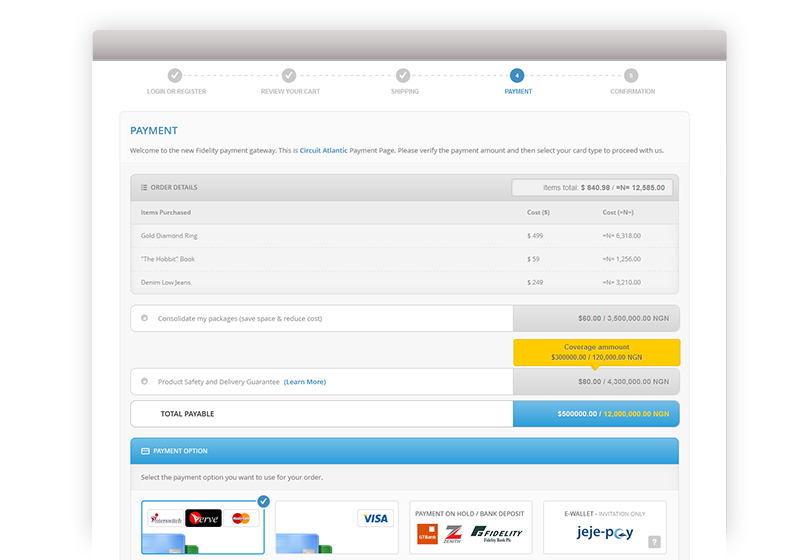 4
5
LOGIN OR REGISTER REVIEW YOUR CART SHIPPING PAYMENT CONFIRMATION
PAYMENT
Welcome to the new Fidelity payment gateway. This is Circuit Atlantic Payment Page. Please verify the payment amount and then select your card type to proceed with us.
ORDER DETAILS Items total: $ 840.98 / =N= 12,585.00
Items Purchased Cost ($) Cost (=N=)
Gold Diamond Ring $ 499 =N= 6,318.00
"The Hobbit" Book $ 59 =N= 1,256.00
Denim Low Jeans $ 249 =N= 3,210.00
Consolidate my packages (save space & reduce cost) $60.00 / 3,500,000.00 NGN
Coverage ammount
$300000.00 / 120,000.00 NGN
Product Safety and Delivery Guarantee (Learn More) $80.00 / 4,300,000.00 NGN
TOTAL PAYABLE $500000.00 / 12,000,000.00 NGN
PAYMENT OPTION
Select the payment option you want to use for your order.
Interswitch Verve MasterCard
VISA
PAYMENT ON HOLD / BANK DEPOSIT
GTBank ZENITH FIDELITY
Fidelity Bank Plc
E-WALLET - INVITATION ONLY
jeje-pay
?